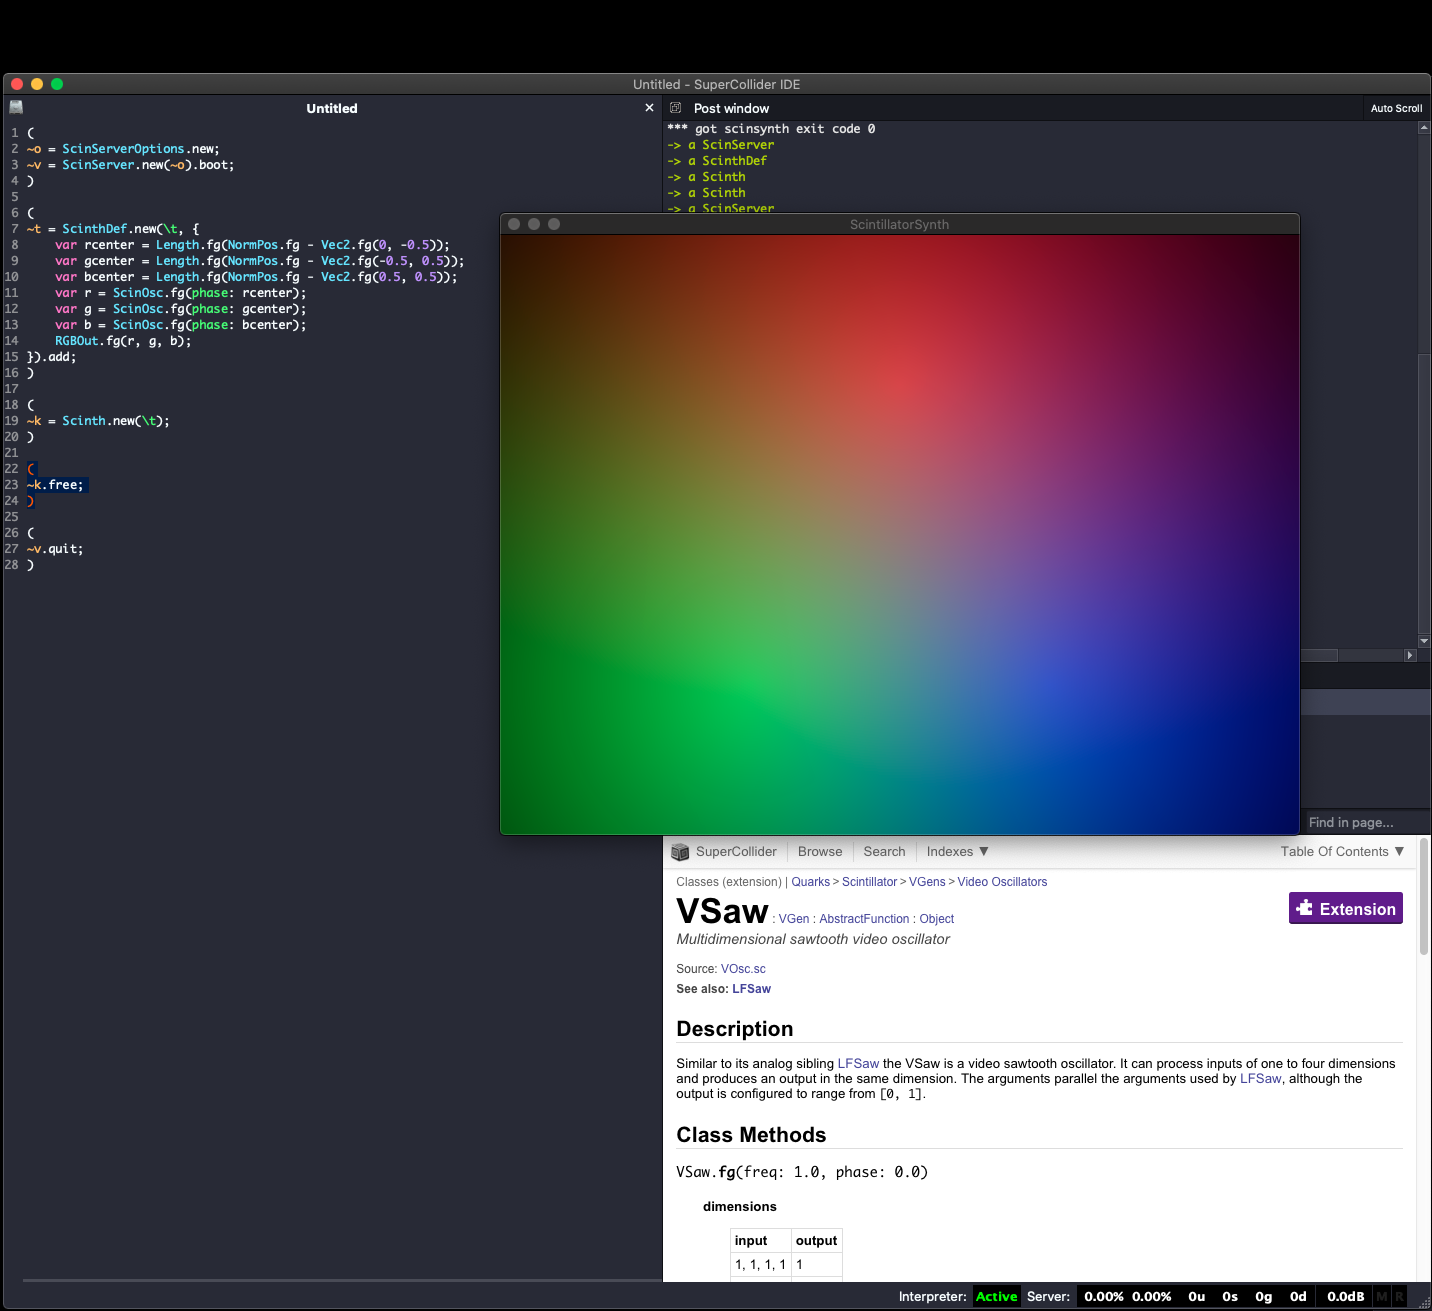 Untitled - SuperCollider IDE
Untitled
1 (
2 ~o = ScinServerOptions.new;
3 ~v = ScinServer.new(~o).boot;
4 )
5
6 (
7 ~t = ScinthDef.new(\t, {
8 var rcenter = Length.fg(NormPos.fg - Vec2.fg(0, -0.5));
9 var gcenter = Length.fg(NormPos.fg - Vec2.fg(-0.5, 0.5));
10 var bcenter = Length.fg(NormPos.fg - Vec2.fg(0.5, 0.5));
11 var r = ScinOsc.fg(phase: rcenter);
12 var g = ScinOsc.fg(phase: gcenter);
13 var b = ScinOsc.fg(phase: bcenter);
14 RGBOut.fg(r, g, b);
15 }).add;
16 )
17
18 (
19 ~k = Scinth.new(\t);
20 )
21
22 (
23 ~k.free;
24 )
25
26 (
27 ~v.quit;
28 )
Post window
Auto Scroll
*** got scinsynth exit code 0
-> a ScinServer
-> a ScinthDef
-> a Scinth
-> a Scinth
-> a ScinServer
ScintillatorSynth
Find in page...
SuperCollider Browse Search Indexes ▼ Table Of Contents ▼
Classes (extension) | Quarks > Scintillator > VGens > Video Oscillators
VSaw : VGen : AbstractFunction : Object
Extension
Multidimensional sawtooth video oscillator
Source: VOsc.sc
See also: LFSaw
Description
Similar to its analog sibling LFSaw the VSaw is a video sawtooth oscillator. It can process inputs of one to four dimensions
and produces an output in the same dimension. The arguments parallel the arguments used by LFSaw, although the
output is configured to range from [0, 1].
Class Methods
VSaw.fg(freq: 1.0, phase: 0.0)
dimensions
input output
1, 1, 1, 1 1
Interpreter: Active Server: 0.00% 0.00% 0u 0s 0g 0d 0.0dB M R